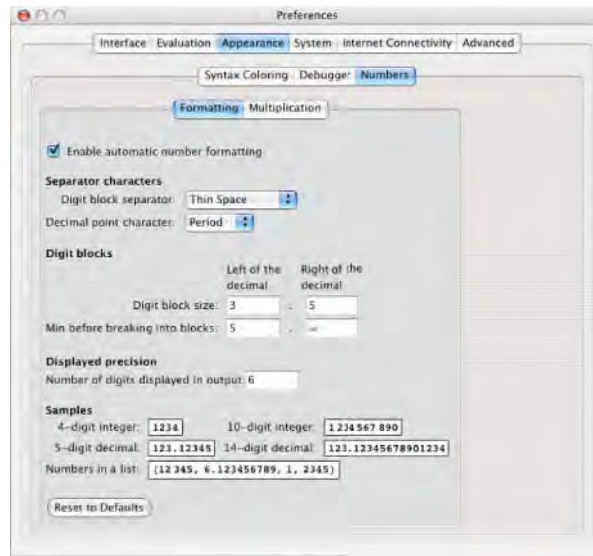 Preferences
Interface Evaluation Appearance System Internet Connectivity Advanced
Syntax Coloring Debugger Numbers
Formatting Multiplication
Enable automatic number formatting
Separator characters
Digit block separator: Thin Space
Decimal point character: Period
Digit blocks
Left of the decimal
Right of the decimal
Digit block size: 3 . 5
Min before breaking into blocks: 5 . ∞
Displayed precision
Number of digits displayed in output: 6
Samples
4-digit integer: 1234 10-digit integer: 1 234 567 890
5-digit decimal: 123.12345 14-digit decimal: 123.12345678901234
Numbers in a list: {12 345, 6.123456789, 1, 2345}
Reset to Defaults